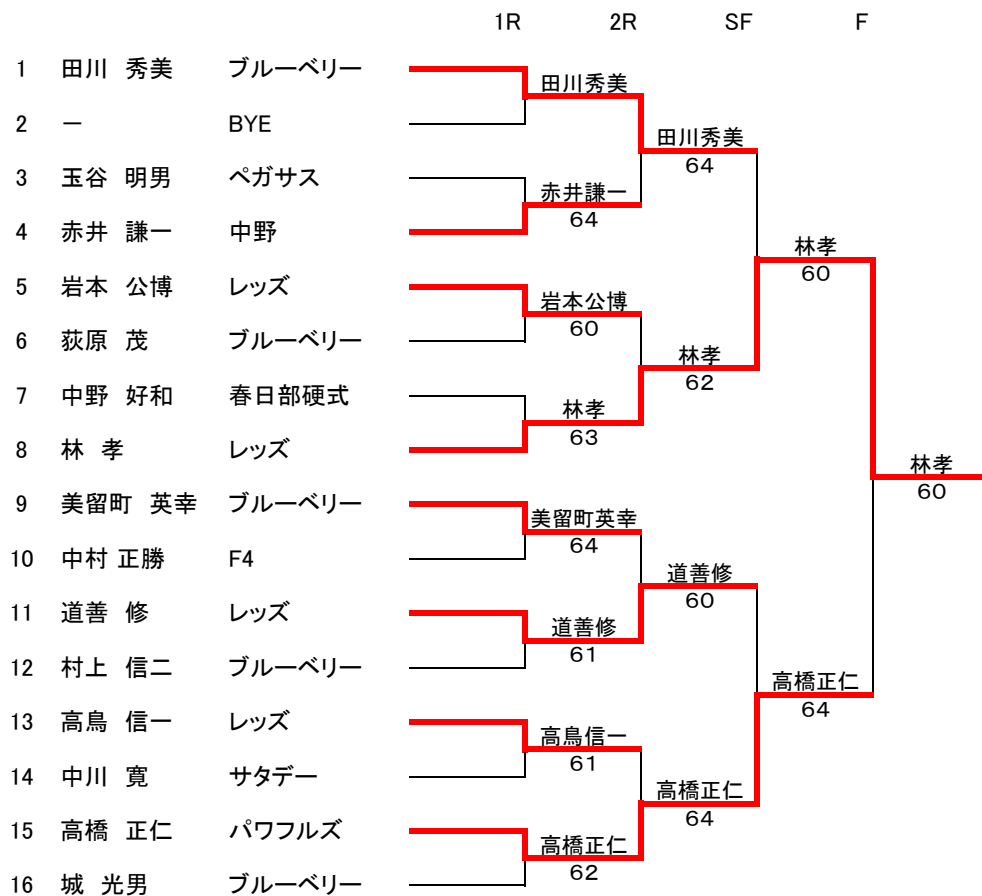 1R 2R SF F
1 田川 秀美 ブルーベリー
田川秀美
2 ー BYE
田川秀美
64
3 玉谷 明男 ペガサス
赤井謙一
64
4 赤井 謙一 中野
林孝
60
5 岩本 公博 レッズ
岩本公博
60
6 荻原 茂 ブルーベリー
林孝
62
7 中野 好和 春日部硬式
林孝
63
8 林 孝 レッズ
林孝
60
9 美留町 英幸 ブルーベリー
美留町英幸
64
10 中村 正勝 F4
道善修
60
11 道善 修 レッズ
道善修
61
12 村上 信二 ブルーベリー
高橋正仁
64
13 高鳥 信一 レッズ
高鳥信一
61
14 中川 寛 サタデー
高橋正仁
64
15 高橋 正仁 パワフルズ
高橋正仁
62
16 城 光男 ブルーベリー